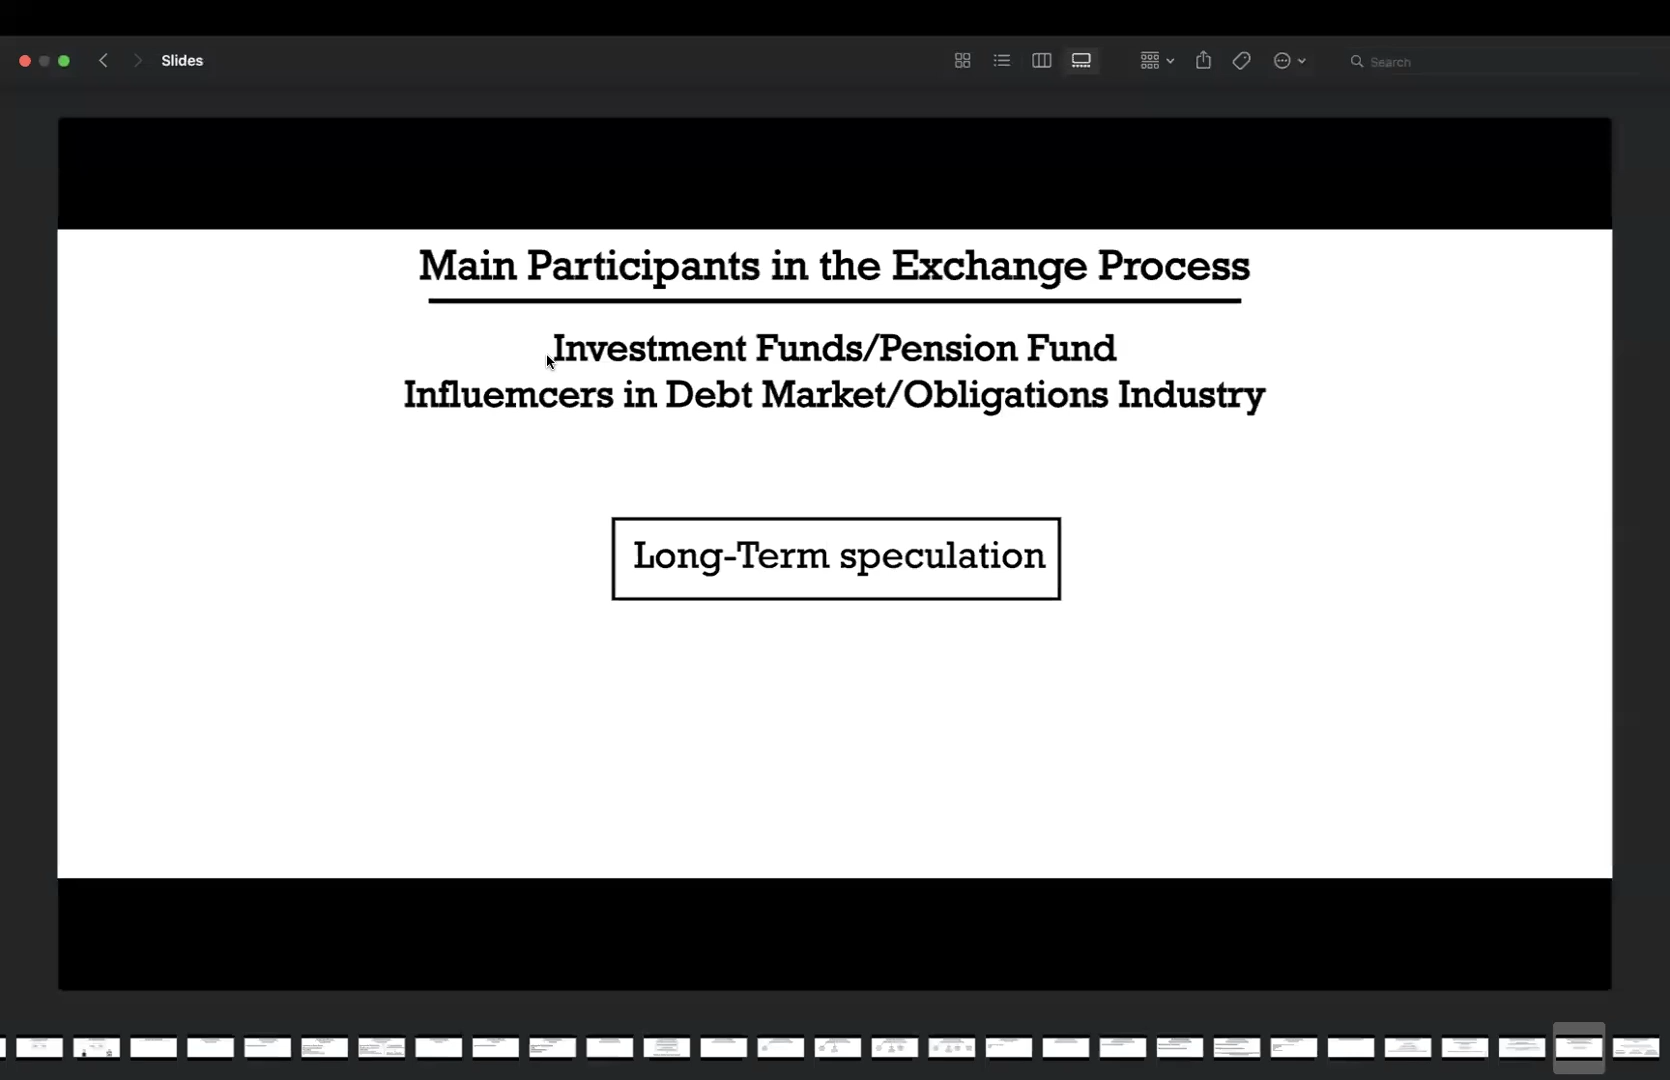 Slides
Search
Main Participants in the Exchange Process
Investment Funds/Pension Fund
Influemcers in Debt Market/Obligations Industry
Long-Term speculation